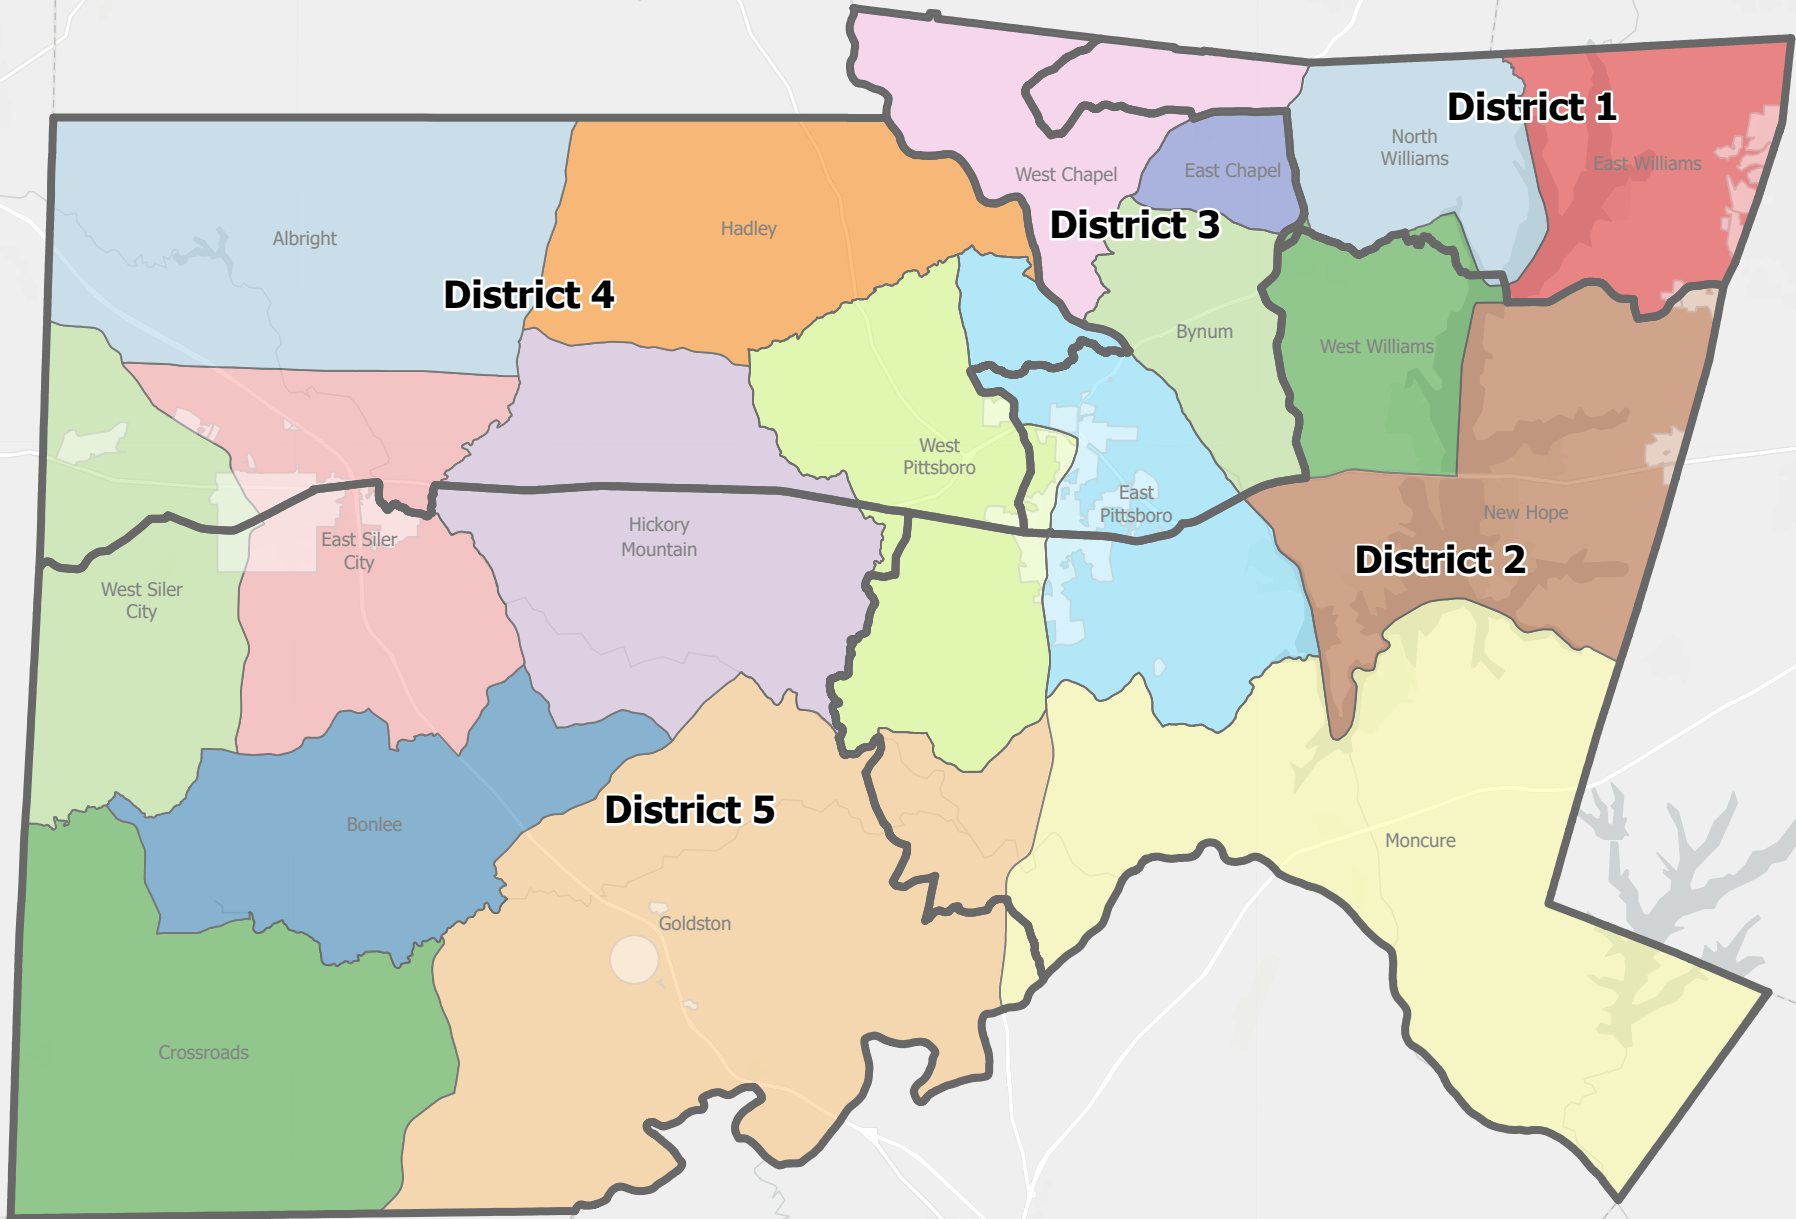 District 1
North
Williams
East Williams
West Chapel
East Chapel
District 3
Albright
Hadley
District 4
Bynum
West Williams
West
Pittsboro
East
Pittsboro
New Hope
Hickory
Mountain
East Siler
City
District 2
West Siler
City
District 5
Bonlee
Moncure
Goldston
Crossroads